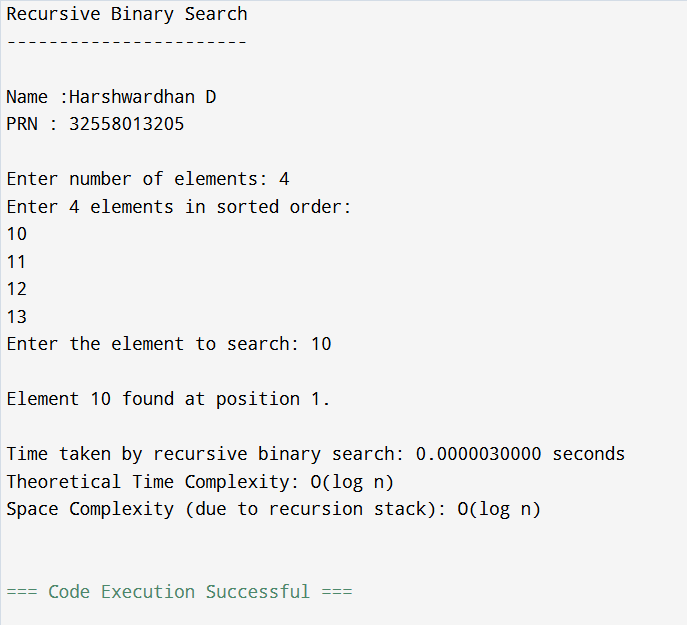 Recursive Binary Search
-----------------------
Name :Harshwardhan D
PRN : 32558013205
Enter number of elements: 4
Enter 4 elements in sorted order:
10
11
12
13
Enter the element to search: 10
Element 10 found at position 1.
Time taken by recursive binary search: 0.0000030000 seconds
Theoretical Time Complexity: O(log n)
Space Complexity (due to recursion stack): O(log n)
=== Code Execution Successful ===